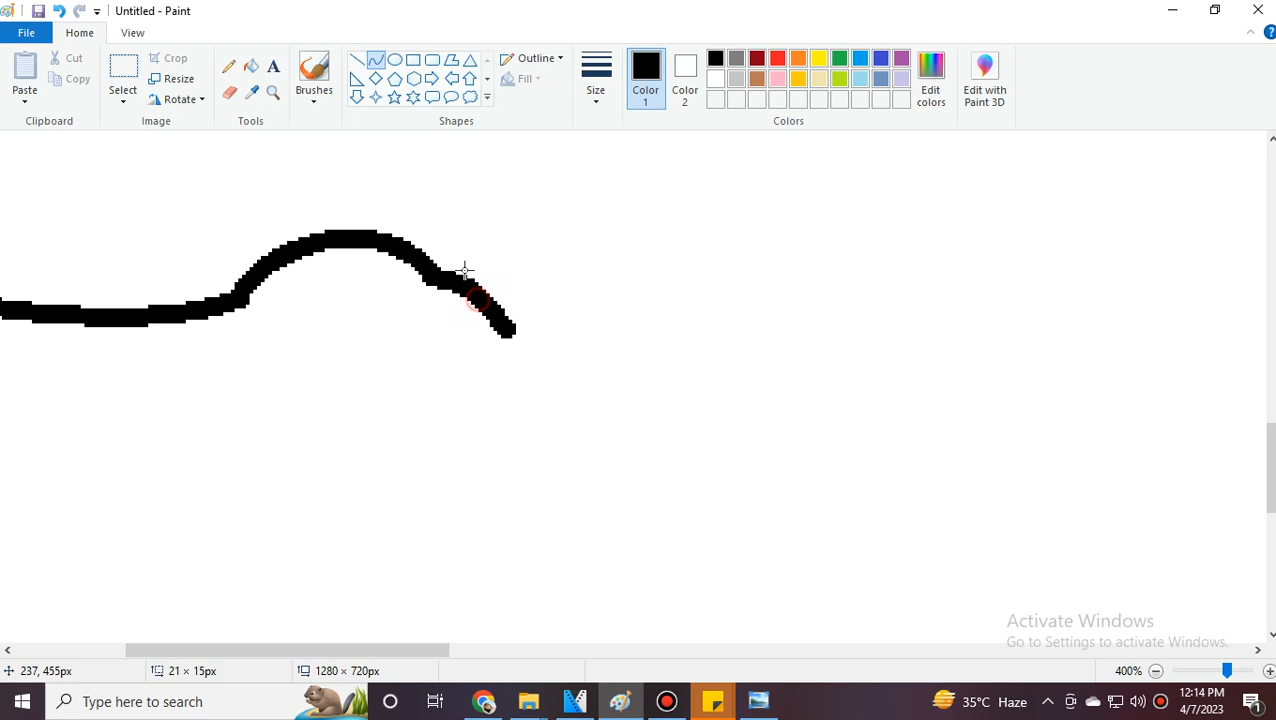 Untitled - Paint
File Home View
Paste Cut Copy Clipboard
Select Crop Resize Rotate Image
Tools
Brushes
Outline Fill Shapes
Size
Color 1 Color 2 Edit colors Colors
Edit with Paint 3D
Activate Windows
Go to Settings to activate Windows.
237, 455px 21 × 15px 1280 × 720px 400%
Type here to search 35°C Haze 12:14 PM
4/7/2023